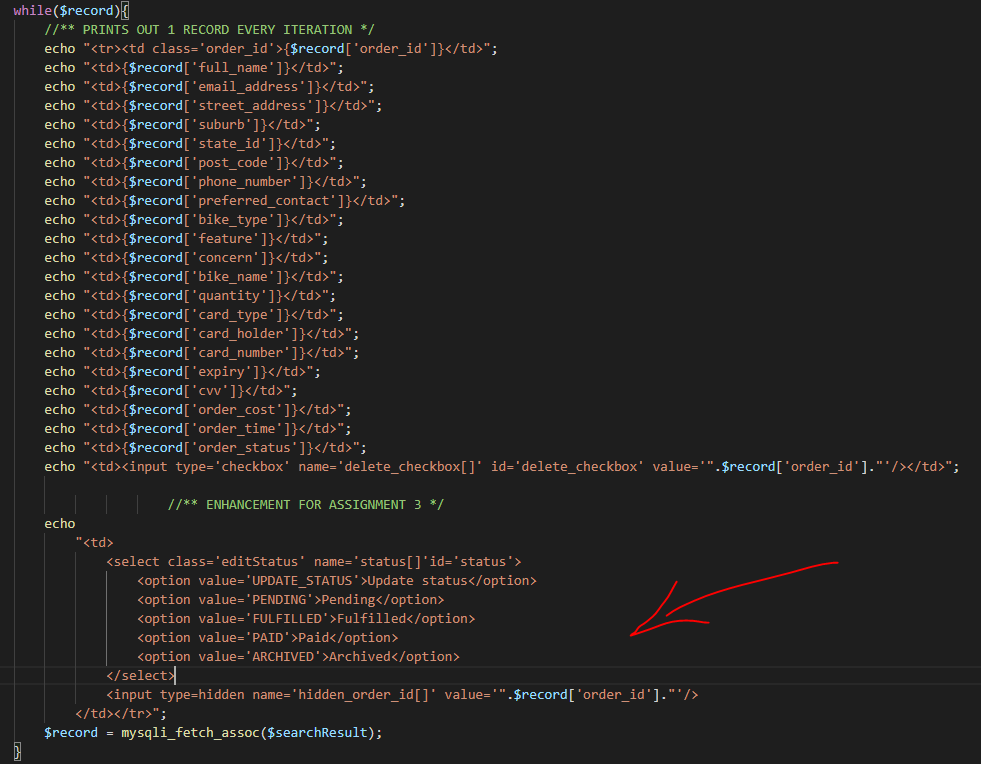 while($record){
//** PRINTS OUT 1 RECORD EVERY ITERATION */
echo "<tr><td class='order_id'>{$record['order_id']}</td>";
echo "<td>{$record['full_name']}</td>";
echo "<td>{$record['email_address']}</td>";
echo "<td>{$record['street_address']}</td>";
echo "<td>{$record['suburb']}</td>";
echo "<td>{$record['state_id']}</td>";
echo "<td>{$record['post_code']}</td>";
echo "<td>{$record['phone_number']}</td>";
echo "<td>{$record['preferred_contact']}</td>";
echo "<td>{$record['bike_type']}</td>";
echo "<td>{$record['feature']}</td>";
echo "<td>{$record['concern']}</td>";
echo "<td>{$record['bike_name']}</td>";
echo "<td>{$record['quantity']}</td>";
echo "<td>{$record['card_type']}</td>";
echo "<td>{$record['card_holder']}</td>";
echo "<td>{$record['card_number']}</td>";
echo "<td>{$record['expiry']}</td>";
echo "<td>{$record['cvv']}</td>";
echo "<td>{$record['order_cost']}</td>";
echo "<td>{$record['order_time']}</td>";
echo "<td>{$record['order_status']}</td>";
echo "<td><input type='checkbox' name='delete_checkbox[]' id='delete_checkbox' value='".$record['order_id']."'/></td>";
//** ENHANCEMENT FOR ASSIGNMENT 3 */
echo
"<td>
<select class='editStatus' name='status[]'id='status'>
<option value='UPDATE_STATUS'>Update status</option>
<option value='PENDING'>Pending</option>
<option value='FULFILLED'>Fulfilled</option>
<option value='PAID'>Paid</option>
<option value='ARCHIVED'>Archived</option>
</select>
<input type=hidden name='hidden_order_id[]' value='".$record['order_id']."'/>
</td></tr>";
$record = mysqli_fetch_assoc($searchResult);
}